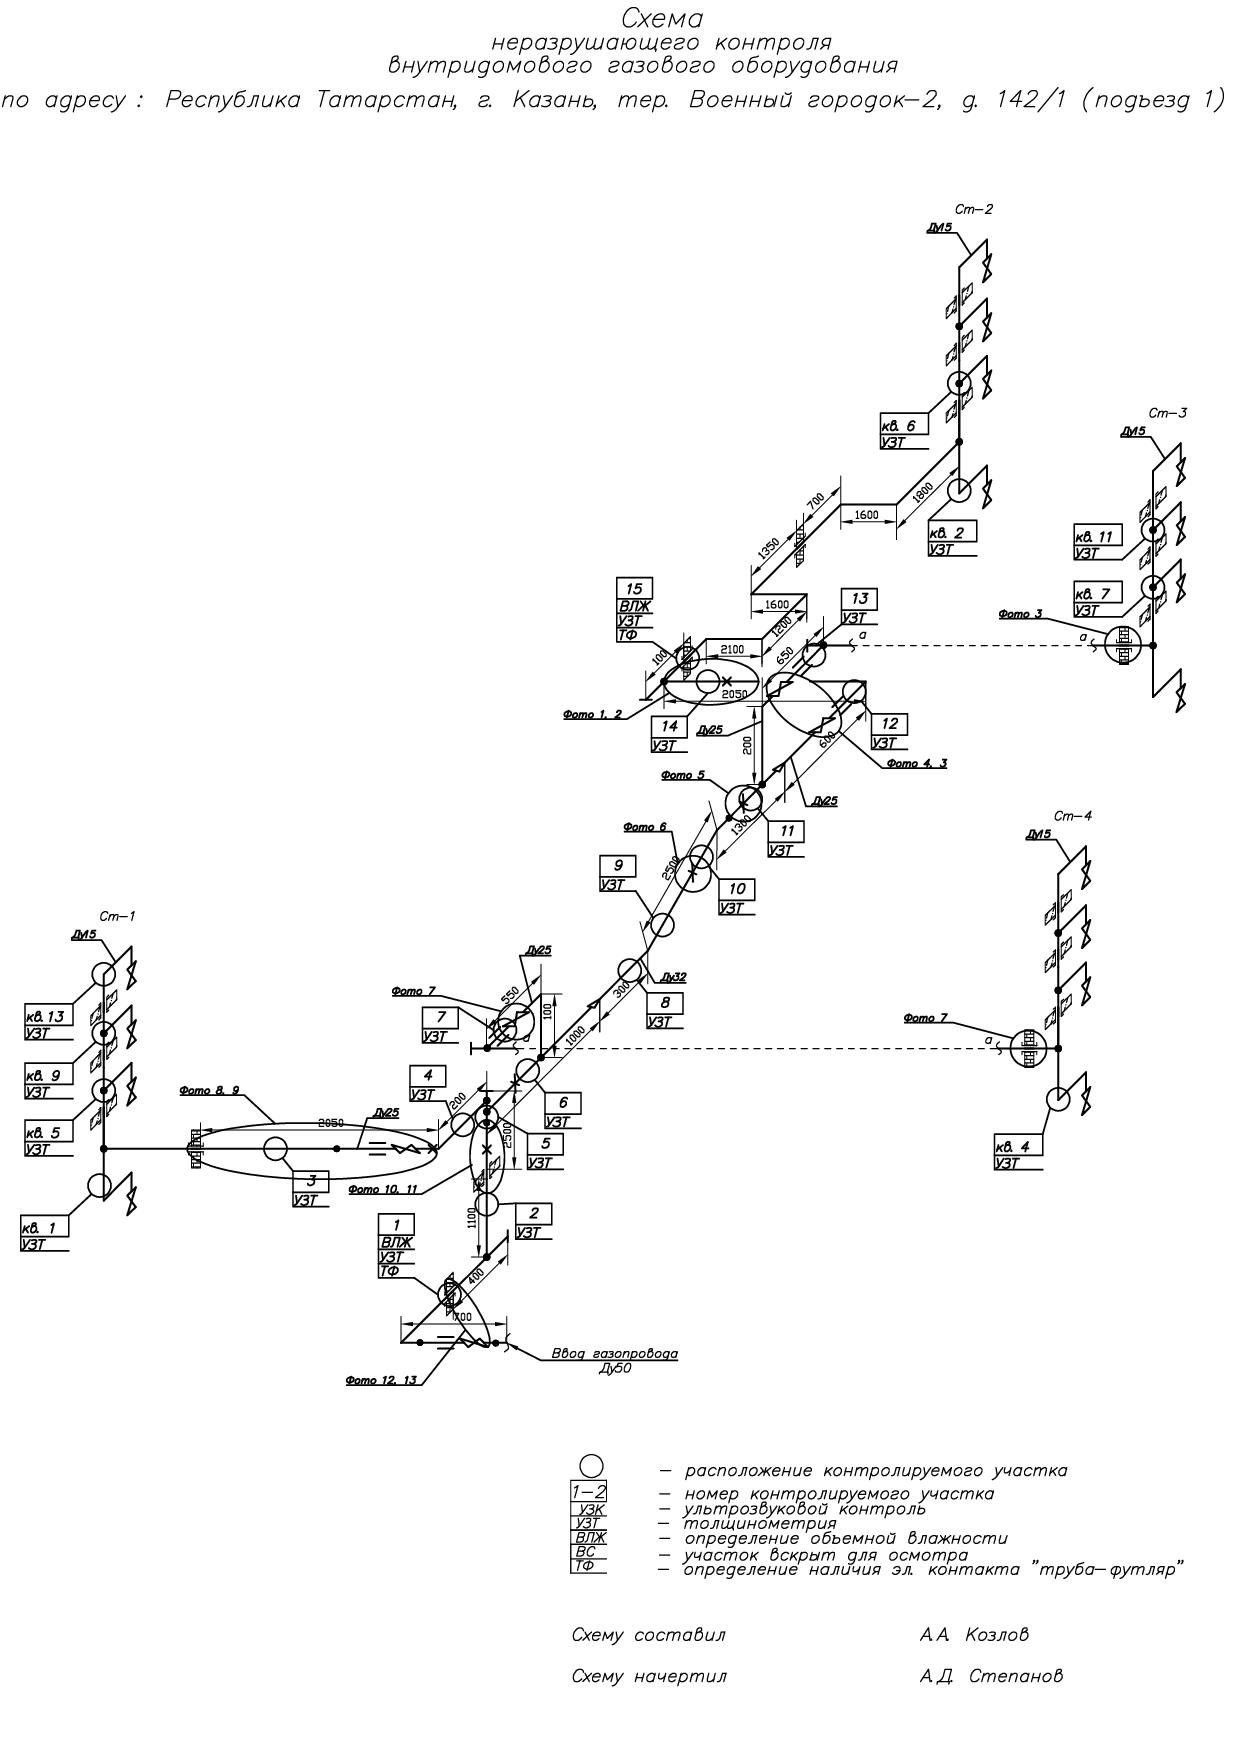 Схема
неразрушающего контроля
внутридомового газового оборудования
по адресу : Республика Татарстан, г. Казань, тер. Военный городок-2, д. 142/1 (подъезд 1)
Ст-2
Ду15
кв. 6
УЗТ
Ст-3
Ду15
700
1600
1800
кв. 2
УЗТ
кв. 11
УЗТ
1350
15
ВЛЖ
УЗТ
ТФ
1600
13
УЗТ
кв. 7
УЗТ
Фото 3
1200
а
а
100
2100
650
2050
Фото 1, 2
14
УЗТ
Ду25
12
УЗТ
200
600
Фото 4, 3
Фото 5
Ду25
1300
11
УЗТ
Ст-4
Ду15
Фото 6
9
УЗТ
2500
10
УЗТ
Ст-1
Ду15
Ду25
Ду32
Фото 7
550
300
8
УЗТ
кв. 13
УЗТ
7
УЗТ
100
1000
Фото 7
а
а
кв. 9
УЗТ
4
УЗТ
Фото 8, 9
200
6
УЗТ
кв. 5
УЗТ
2050
Ду25
2500
5
УЗТ
кв. 4
УЗТ
3
УЗТ
Фото 10, 11
кв. 1
УЗТ
1
ВЛЖ
УЗТ
ТФ
1100
2
УЗТ
400
700
Ввод газопровода
Ду50
Фото 12, 13
- расположение контролируемого участка
1-2 - номер контролируемого участка
УЗК - ультрозвуковой контроль
УЗТ - толщинометрия
ВЛЖ - определение объемной влажности
ВС - участок вскрыт для осмотра
ТФ - определение наличия эл. контакта "труба-футляр"
Схему составил А.А. Козлов
Схему начертил А.Д. Степанов